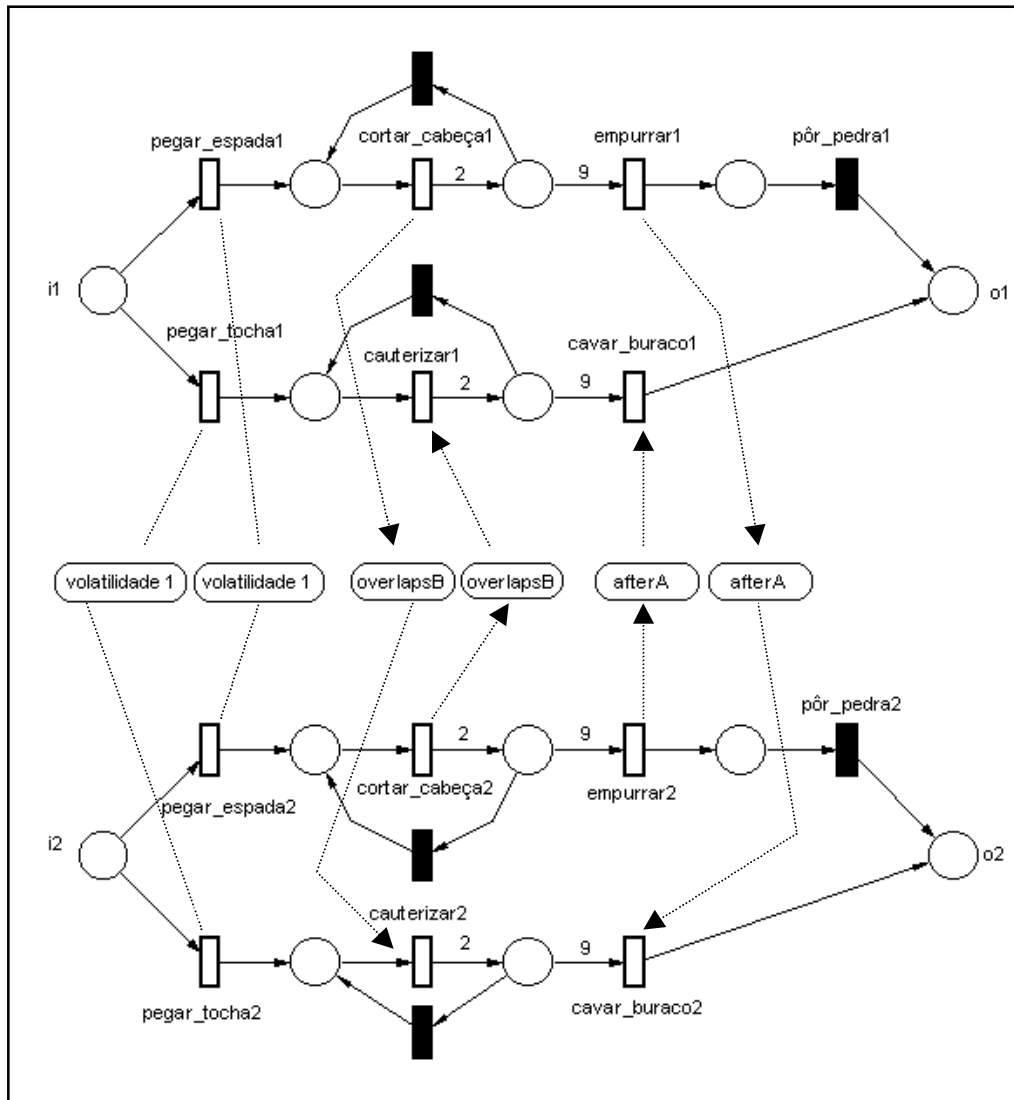 pegar_espada1
cortar_cabeça1
empurrar1
pôr_pedra1
2
9
i1
o1
pegar_tocha1
cauterizar1
cavar_buraco1
2
9
volatilidade 1
volatilidade 1
overlapsB
overlapsB
afterA
afterA
pôr_pedra2
2
9
pegar_espada2
cortar_cabeça2
empurrar2
i2
o2
cauterizar2
2
9
pegar_tocha2
cavar_buraco2